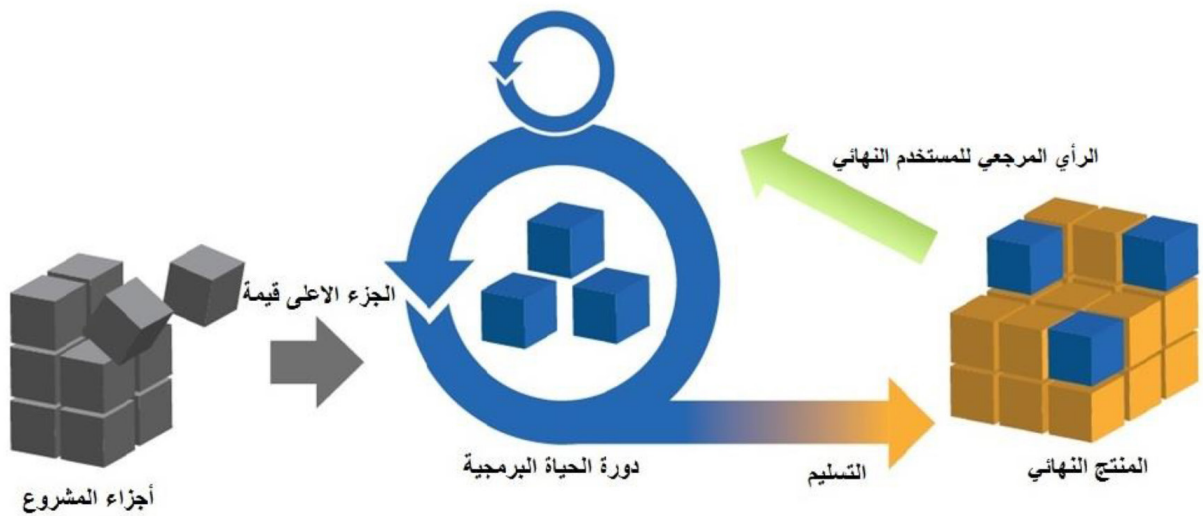 الرأي المرجعي للمستخدم النهائي
الجزء الاعلى قيمة
دورة الحياة البرمجية
التسليم
المنتج النهائي
أجزاء المشروع